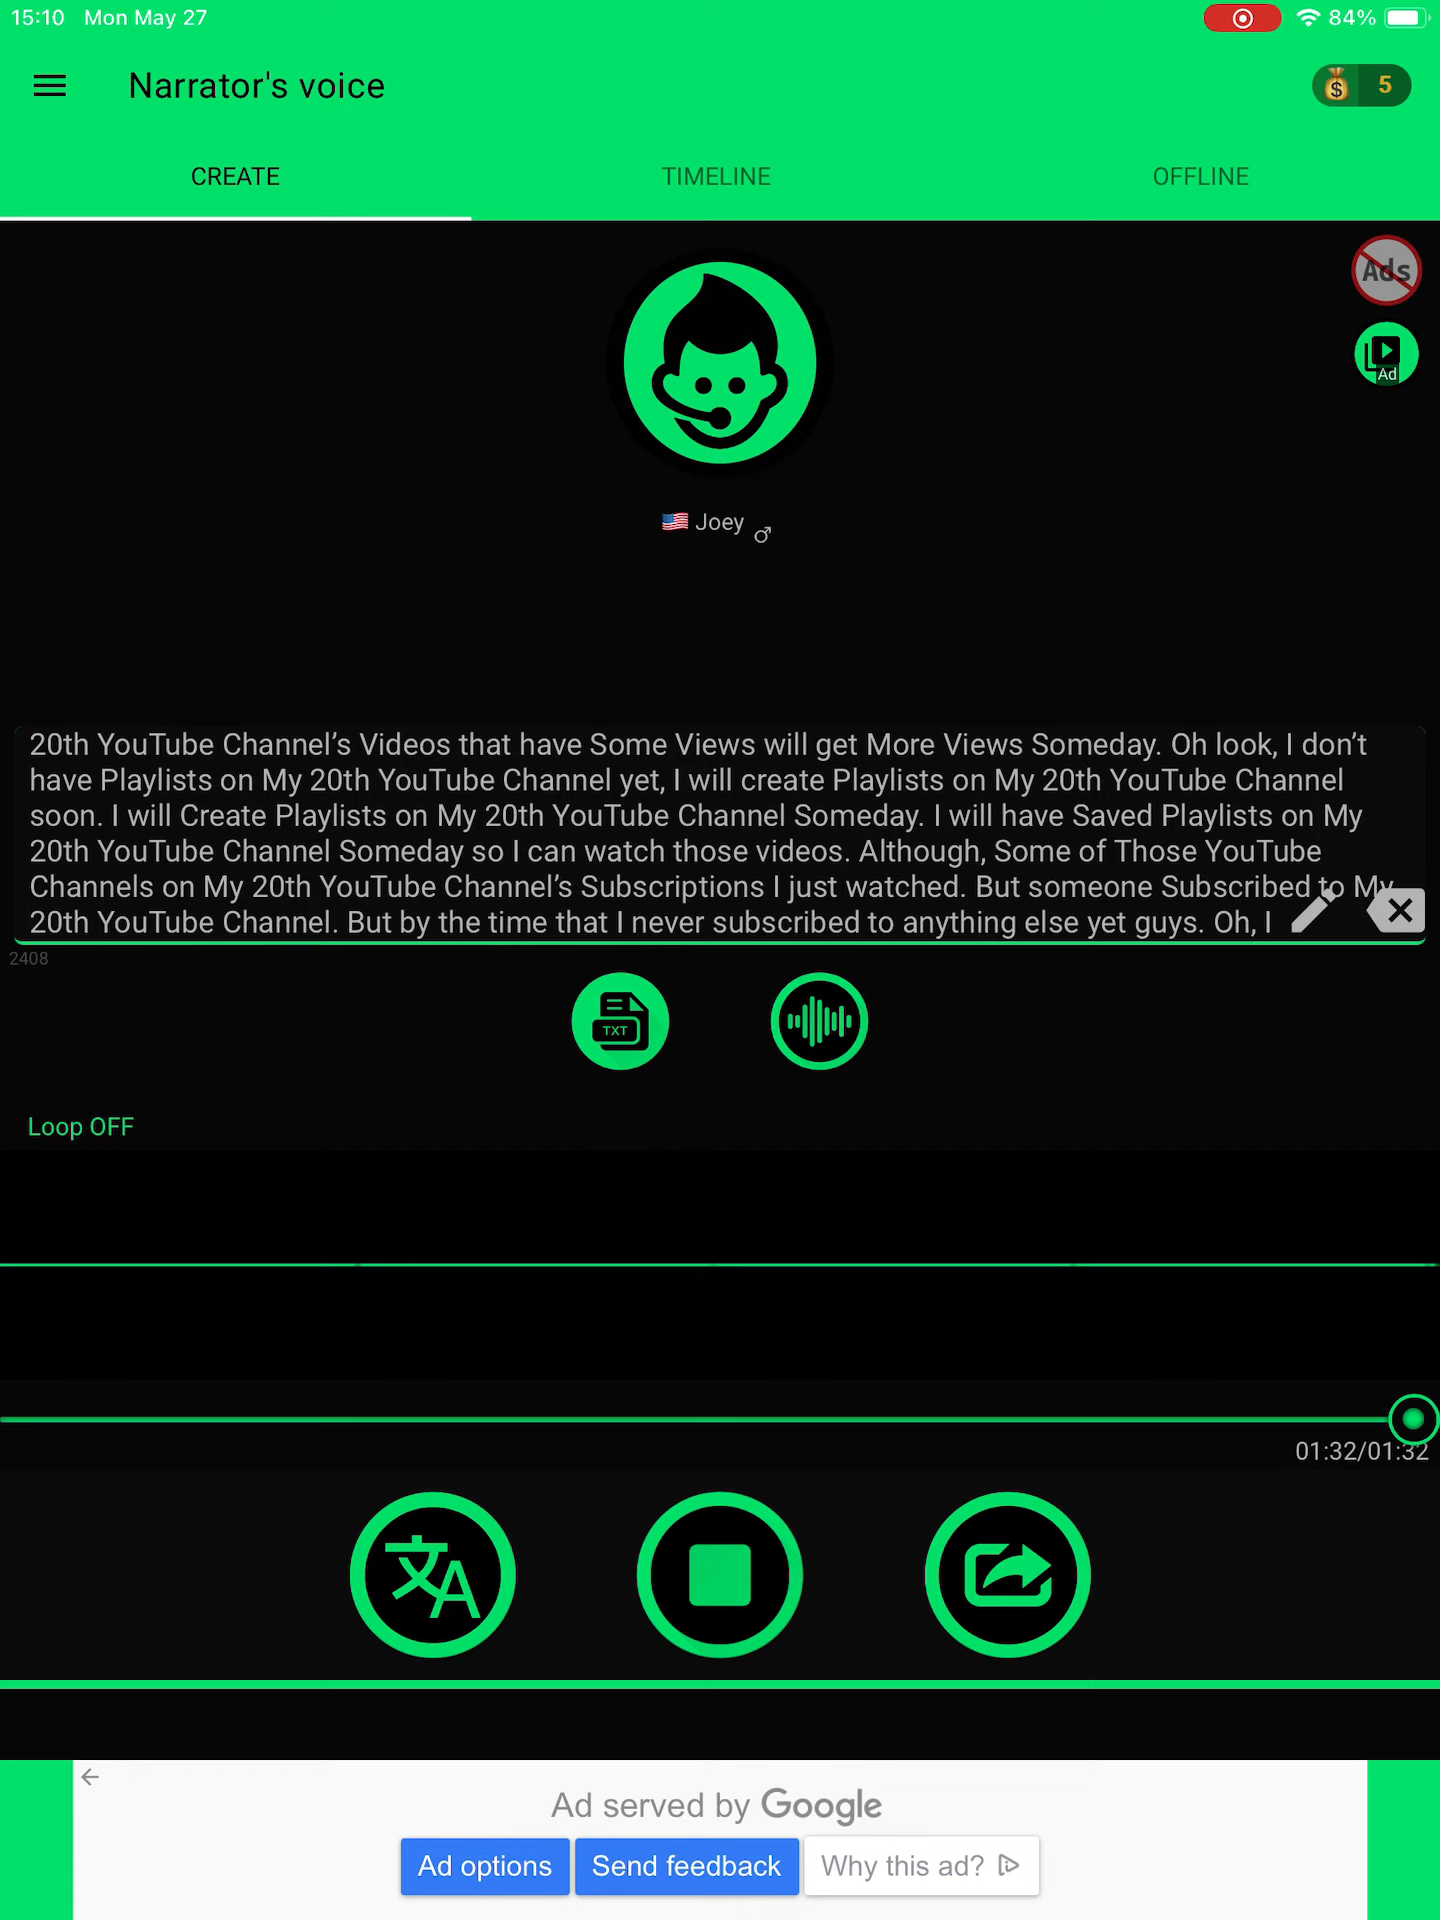 15:10 Mon May 27
84%
Narrator's voice
5
CREATE
TIMELINE
OFFLINE
Ads
Ad
🇺🇸 Joey ♂
20th YouTube Channel’s Videos that have Some Views will get More Views Someday. Oh look, I don’t
have Playlists on My 20th YouTube Channel yet, I will create Playlists on My 20th YouTube Channel
soon. I will Create Playlists on My 20th YouTube Channel Someday. I will have Saved Playlists on My
20th YouTube Channel Someday so I can watch those videos. Although, Some of Those YouTube
Channels on My 20th YouTube Channel’s Subscriptions I just watched. But someone Subscribed to My
20th YouTube Channel. But by the time that I never subscribed to anything else yet guys. Oh, I
2408
TXT
Loop OFF
01:32/01:32
文A
Ad served by Google
Ad options
Send feedback
Why this ad?